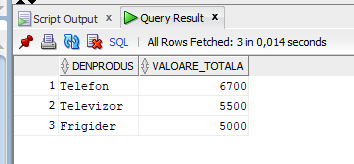 Script Output × Query Result ×
SQL | All Rows Fetched: 3 in 0,014 seconds
DENPRODUS VALOARE_TOTALA
1 Telefon 6700
2 Televizor 5500
3 Frigider 5000